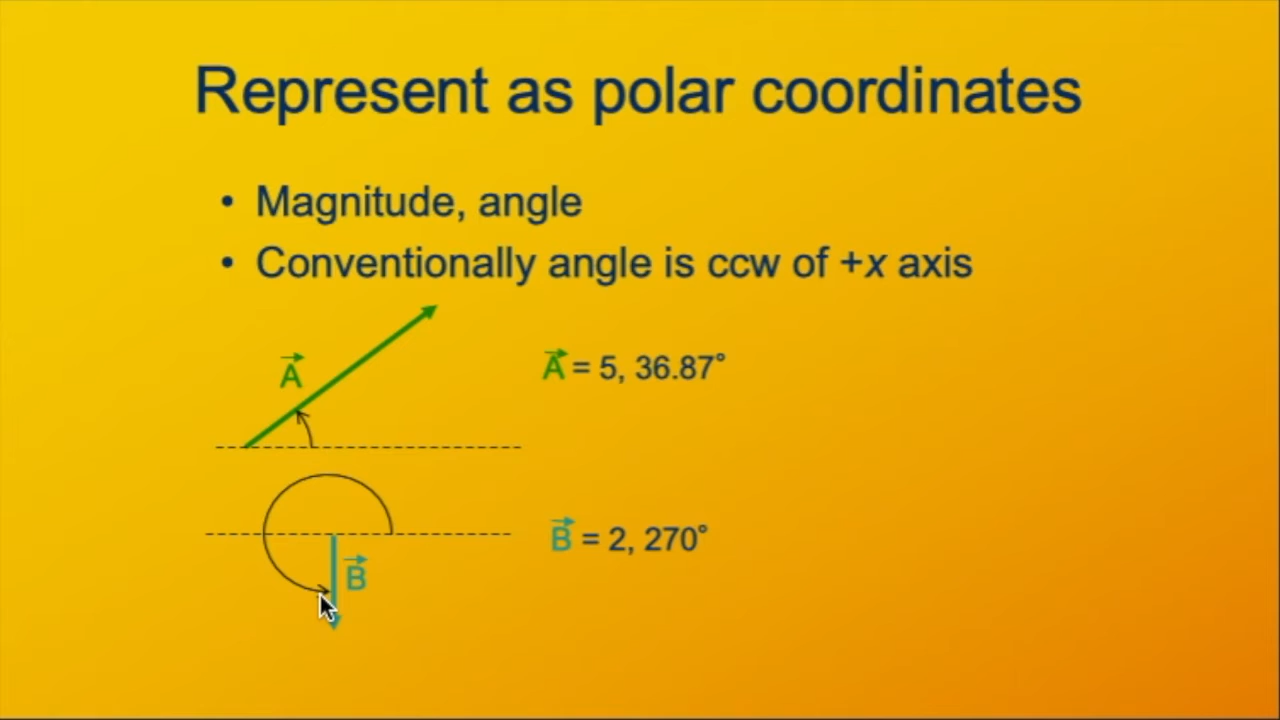 Represent as polar coordinates
• Magnitude, angle
• Conventionally angle is ccw of +x axis
A⃗
A⃗ = 5, 36.87˚
B⃗ = 2, 270˚
B⃗